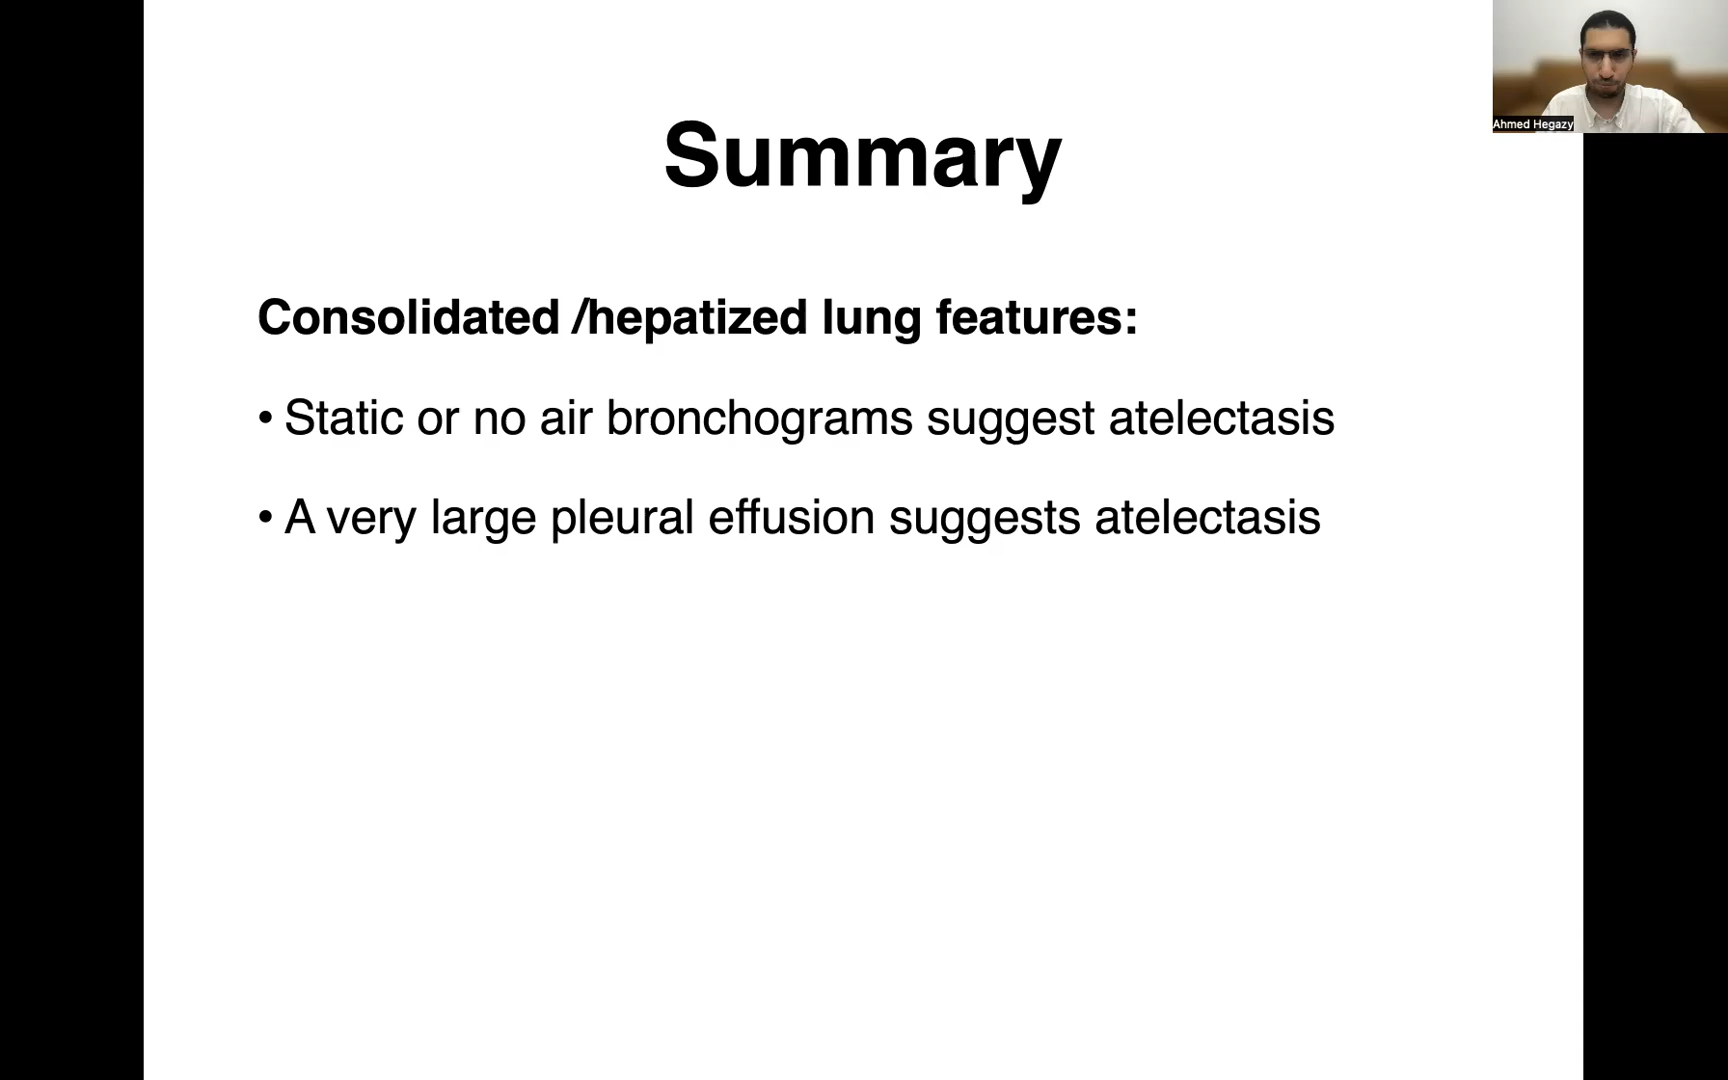 Ahmed Hegazy
Summary
Consolidated /hepatized lung features:
• Static or no air bronchograms suggest atelectasis
• A very large pleural effusion suggests atelectasis